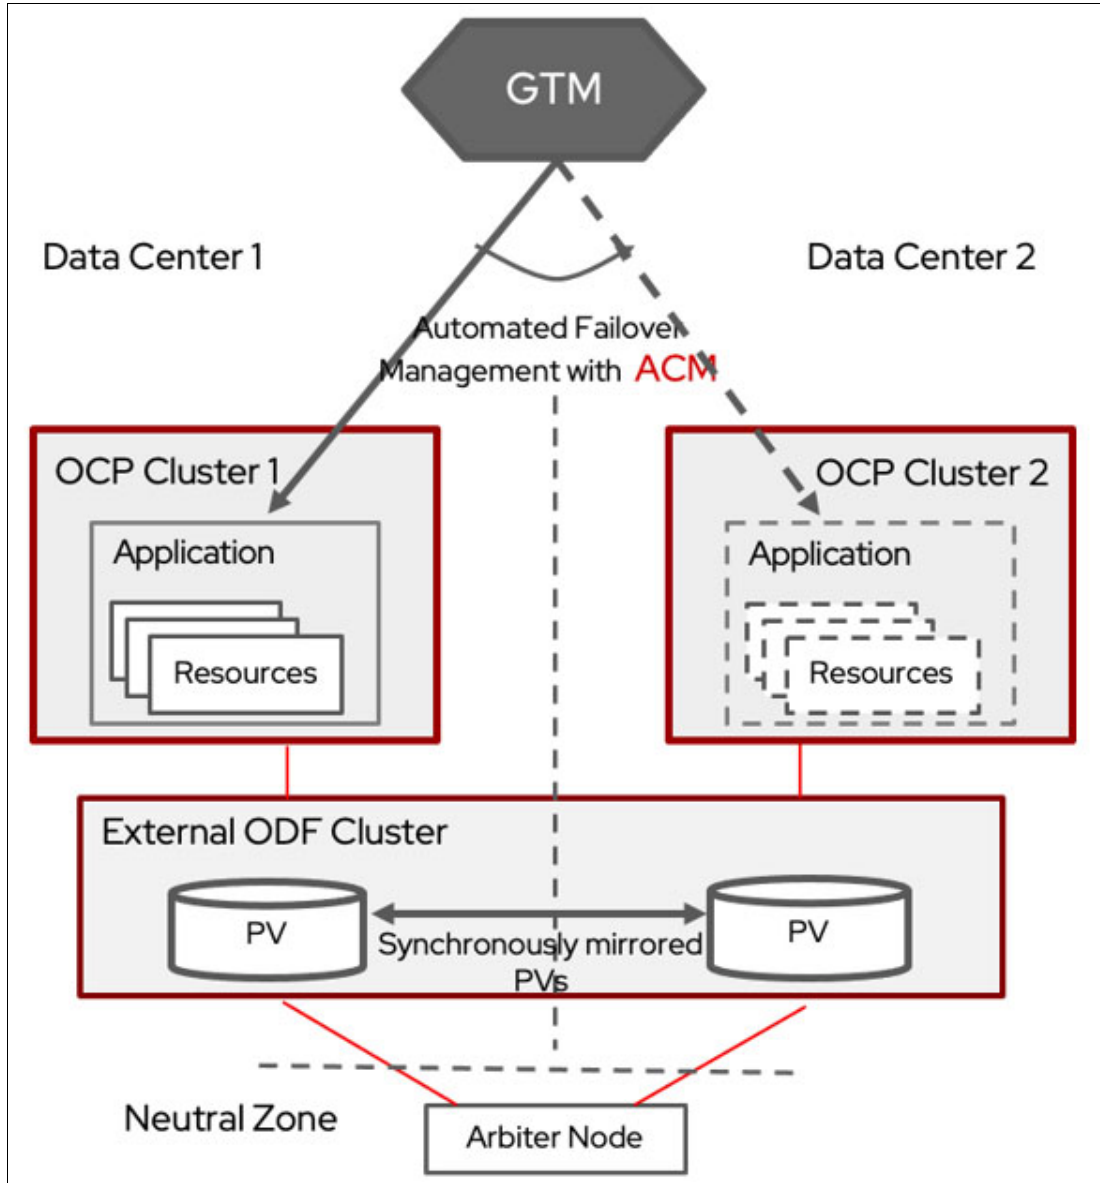 GTM
Data Center 1
Data Center 2
Automated Failover
Management with ACM
OCP Cluster 1
Application
Resources
OCP Cluster 2
Application
Resources
External ODF Cluster
PV
PV
Synchronously mirrored
PVs
Neutral Zone
Arbiter Node